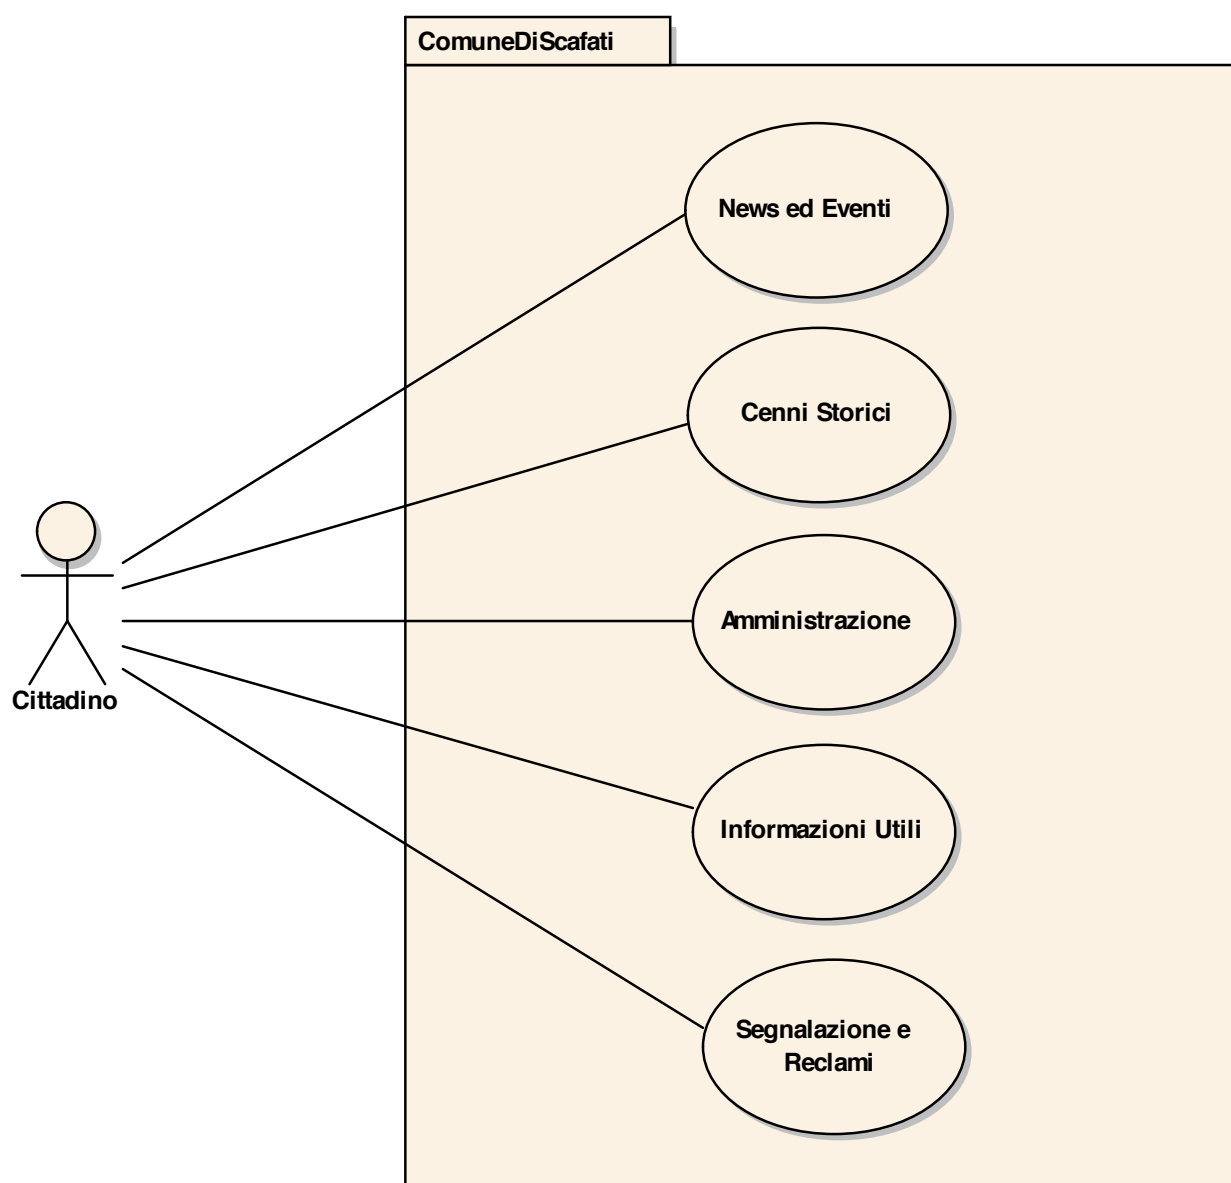 ComuneDiScafati
News ed Eventi
Cenni Storici
Amministrazione
Cittadino
Informazioni Utili
Segnalazione e
Reclami